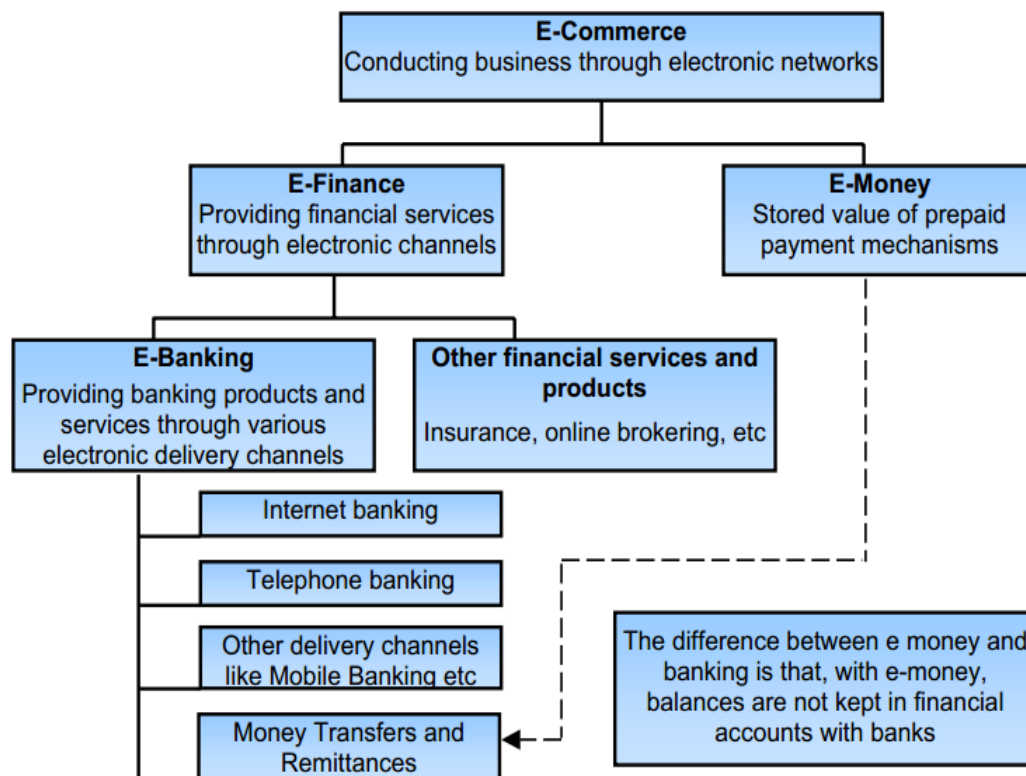 E-Commerce
Conducting business through electronic networks
E-Finance
Providing financial services
through electronic channels
E-Money
Stored value of prepaid
payment mechanisms
E-Banking
Providing banking products and
services through various
electronic delivery channels
Other financial services and
products
Insurance, online brokering, etc
Internet banking
Telephone banking
Other delivery channels
like Mobile Banking etc
Money Transfers and
Remittances
The difference between e money and
banking is that, with e-money,
balances are not kept in financial
accounts with banks